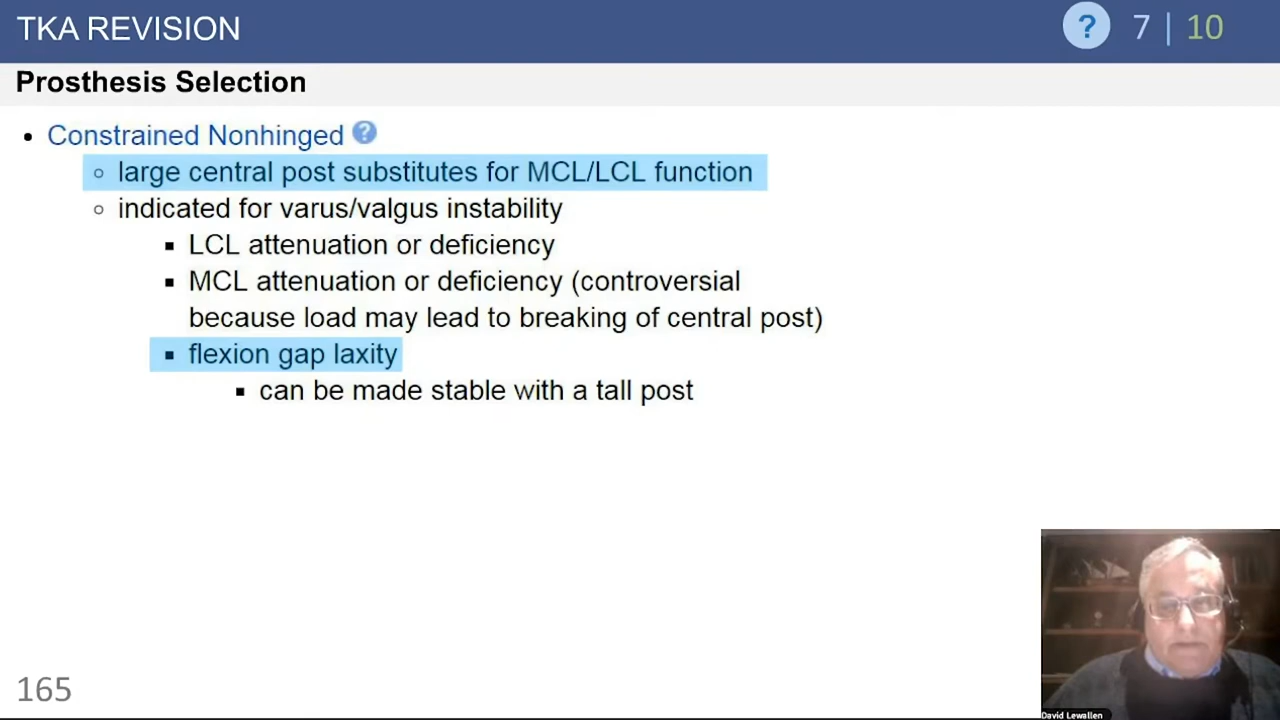 TKA REVISION
? 7 | 10
Prosthesis Selection
• Constrained Nonhinged ?
◦ large central post substitutes for MCL/LCL function
◦ indicated for varus/valgus instability
▪ LCL attenuation or deficiency
▪ MCL attenuation or deficiency (controversial
because load may lead to breaking of central post)
▪ flexion gap laxity
▪ can be made stable with a tall post
165
David Lewallen